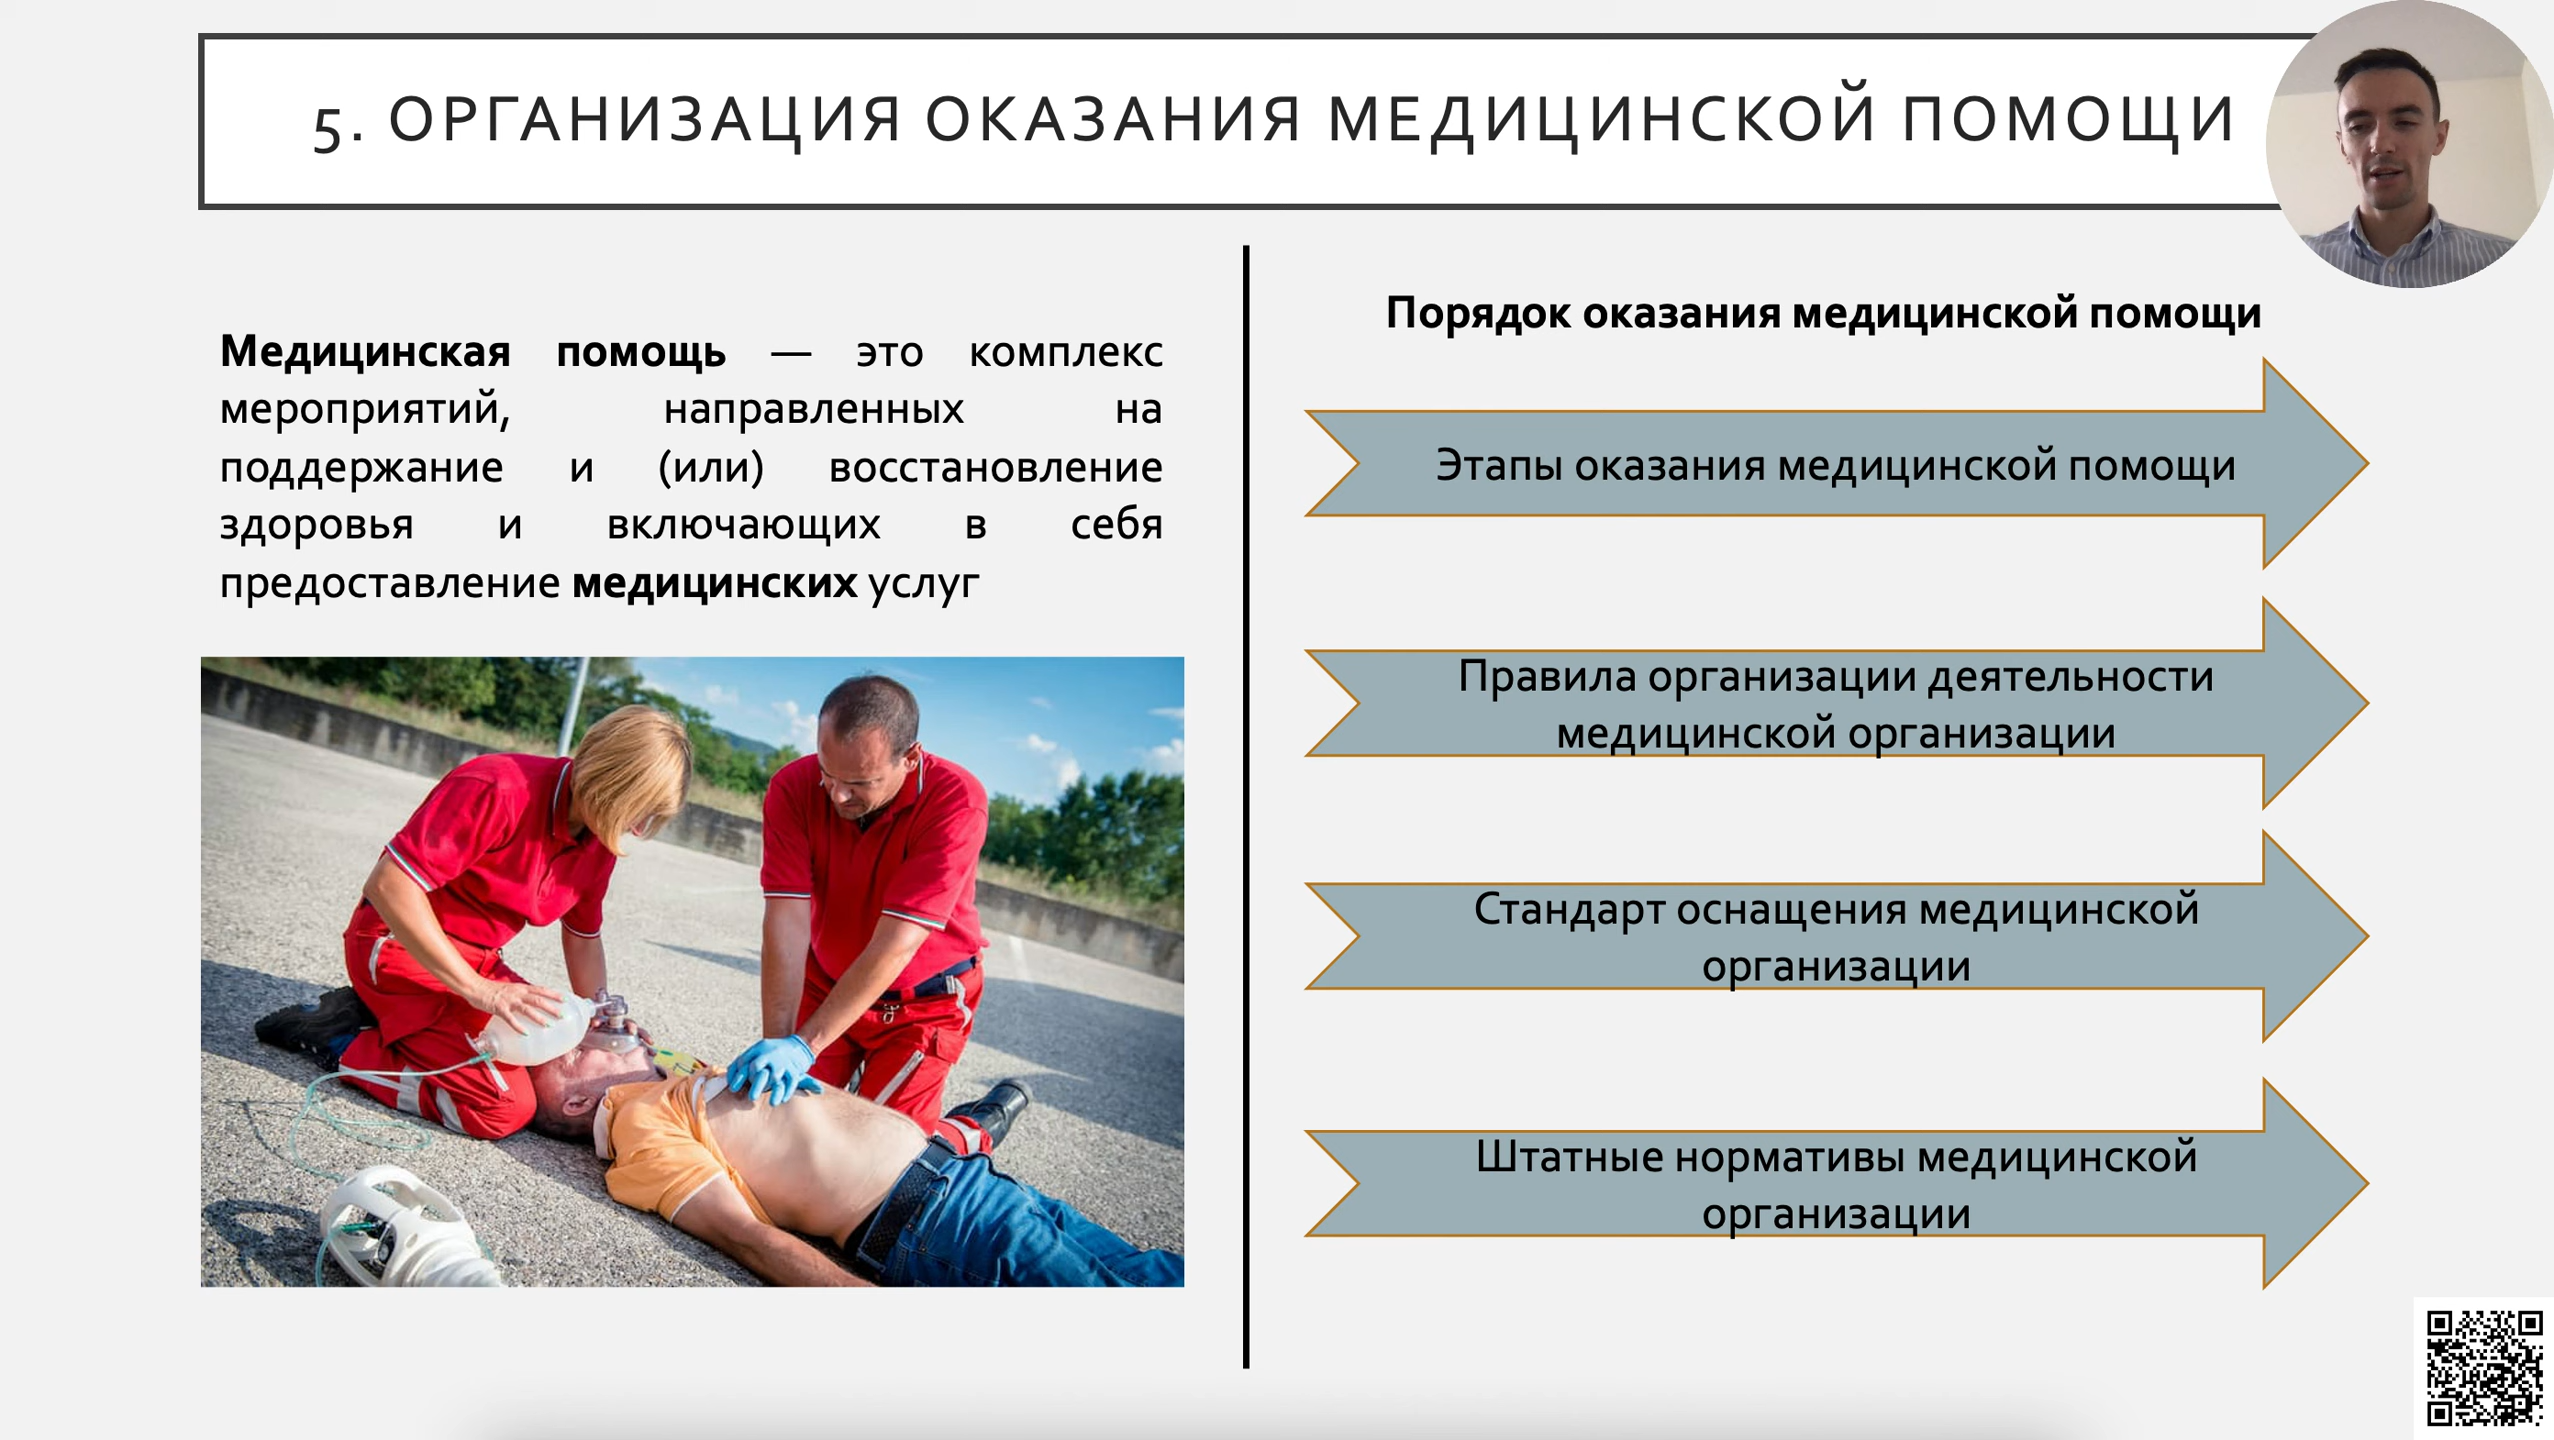 5. ОРГАНИЗАЦИЯ ОКАЗАНИЯ МЕДИЦИНСКОЙ ПОМОЩИ
Медицинская помощь — это комплекс
мероприятий, направленных на
поддержание и (или) восстановление
здоровья и включающих в себя
предоставление медицинских услуг
Порядок оказания медицинской помощи
Этапы оказания медицинской помощи
Правила организации деятельности
медицинской организации
Стандарт оснащения медицинской
организации
Штатные нормативы медицинской
организации